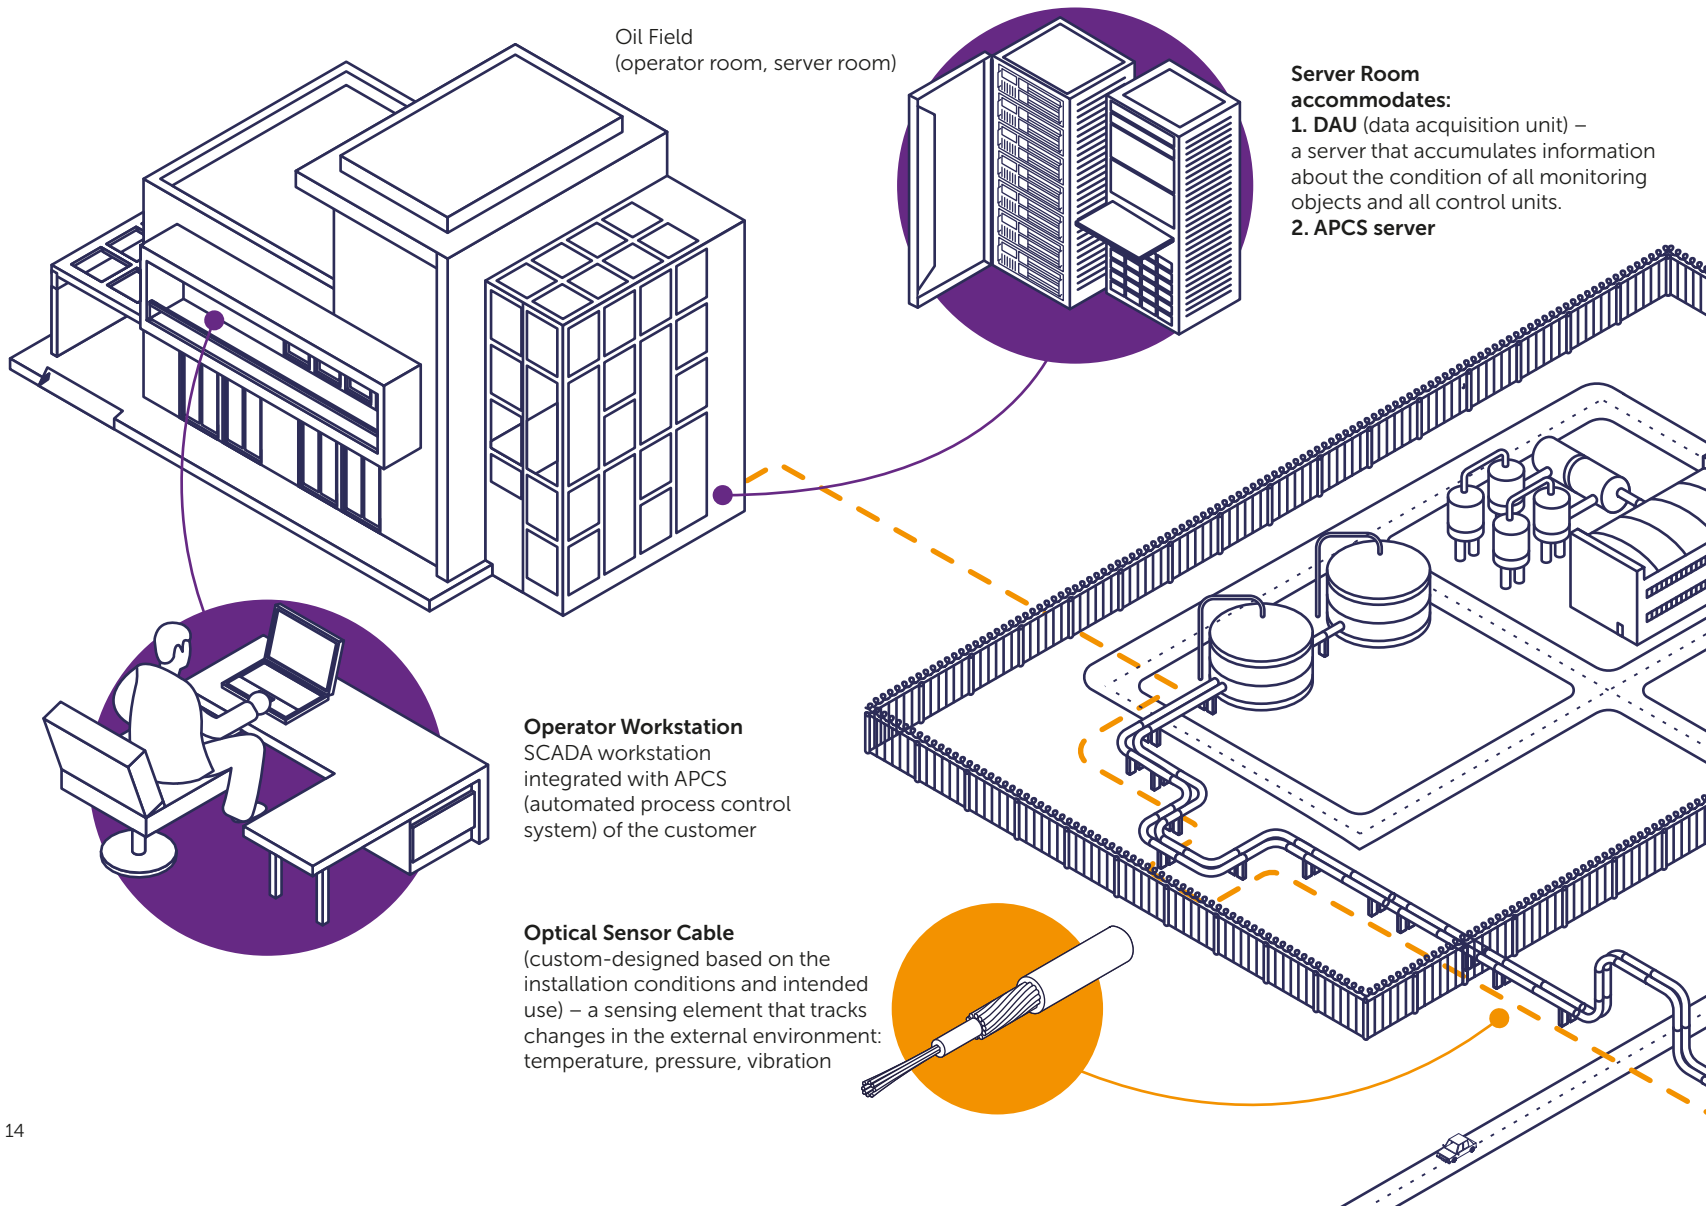 Oil Field
(operator room, server room)
Server Room
accommodates:
1. DAU (data acquisition unit) –
a server that accumulates information
about the condition of all monitoring
objects and all control units.
2. APCS server
Operator Workstation
SCADA workstation
integrated with APCS
(automated process control
system) of the customer
Optical Sensor Cable
(custom-designed based on the
installation conditions and intended
use) – a sensing element that tracks
changes in the external environment:
temperature, pressure, vibration
14